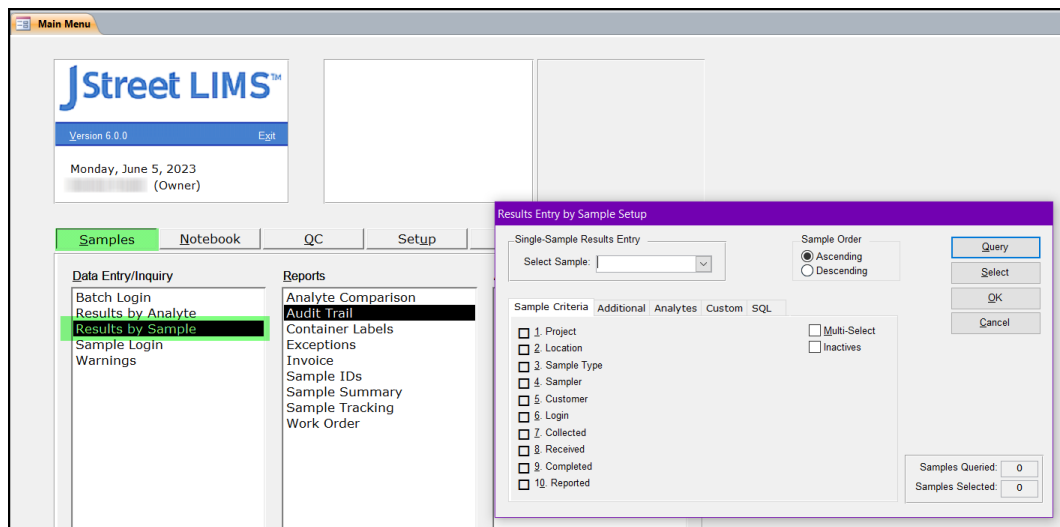 Main Menu
J Street LIMS™
Version 6.0.0 Exit
Monday, June 5, 2023
(Owner)
Samples Notebook QC Setup
Data Entry/Inquiry
Batch Login
Results by Analyte
Results by Sample
Sample Login
Warnings
Reports
Analyte Comparison
Audit Trail
Container Labels
Exceptions
Invoice
Sample IDs
Sample Summary
Sample Tracking
Work Order
Results Entry by Sample Setup
Single-Sample Results Entry
Select Sample:
Sample Order
Ascending
Descending
Query
Select
OK
Cancel
Sample Criteria Additional Analytes Custom SQL
1. Project
2. Location
3. Sample Type
4. Sampler
5. Customer
6. Login
7. Collected
8. Received
9. Completed
10. Reported
Multi-Select
Inactives
Samples Queried: 0
Samples Selected: 0